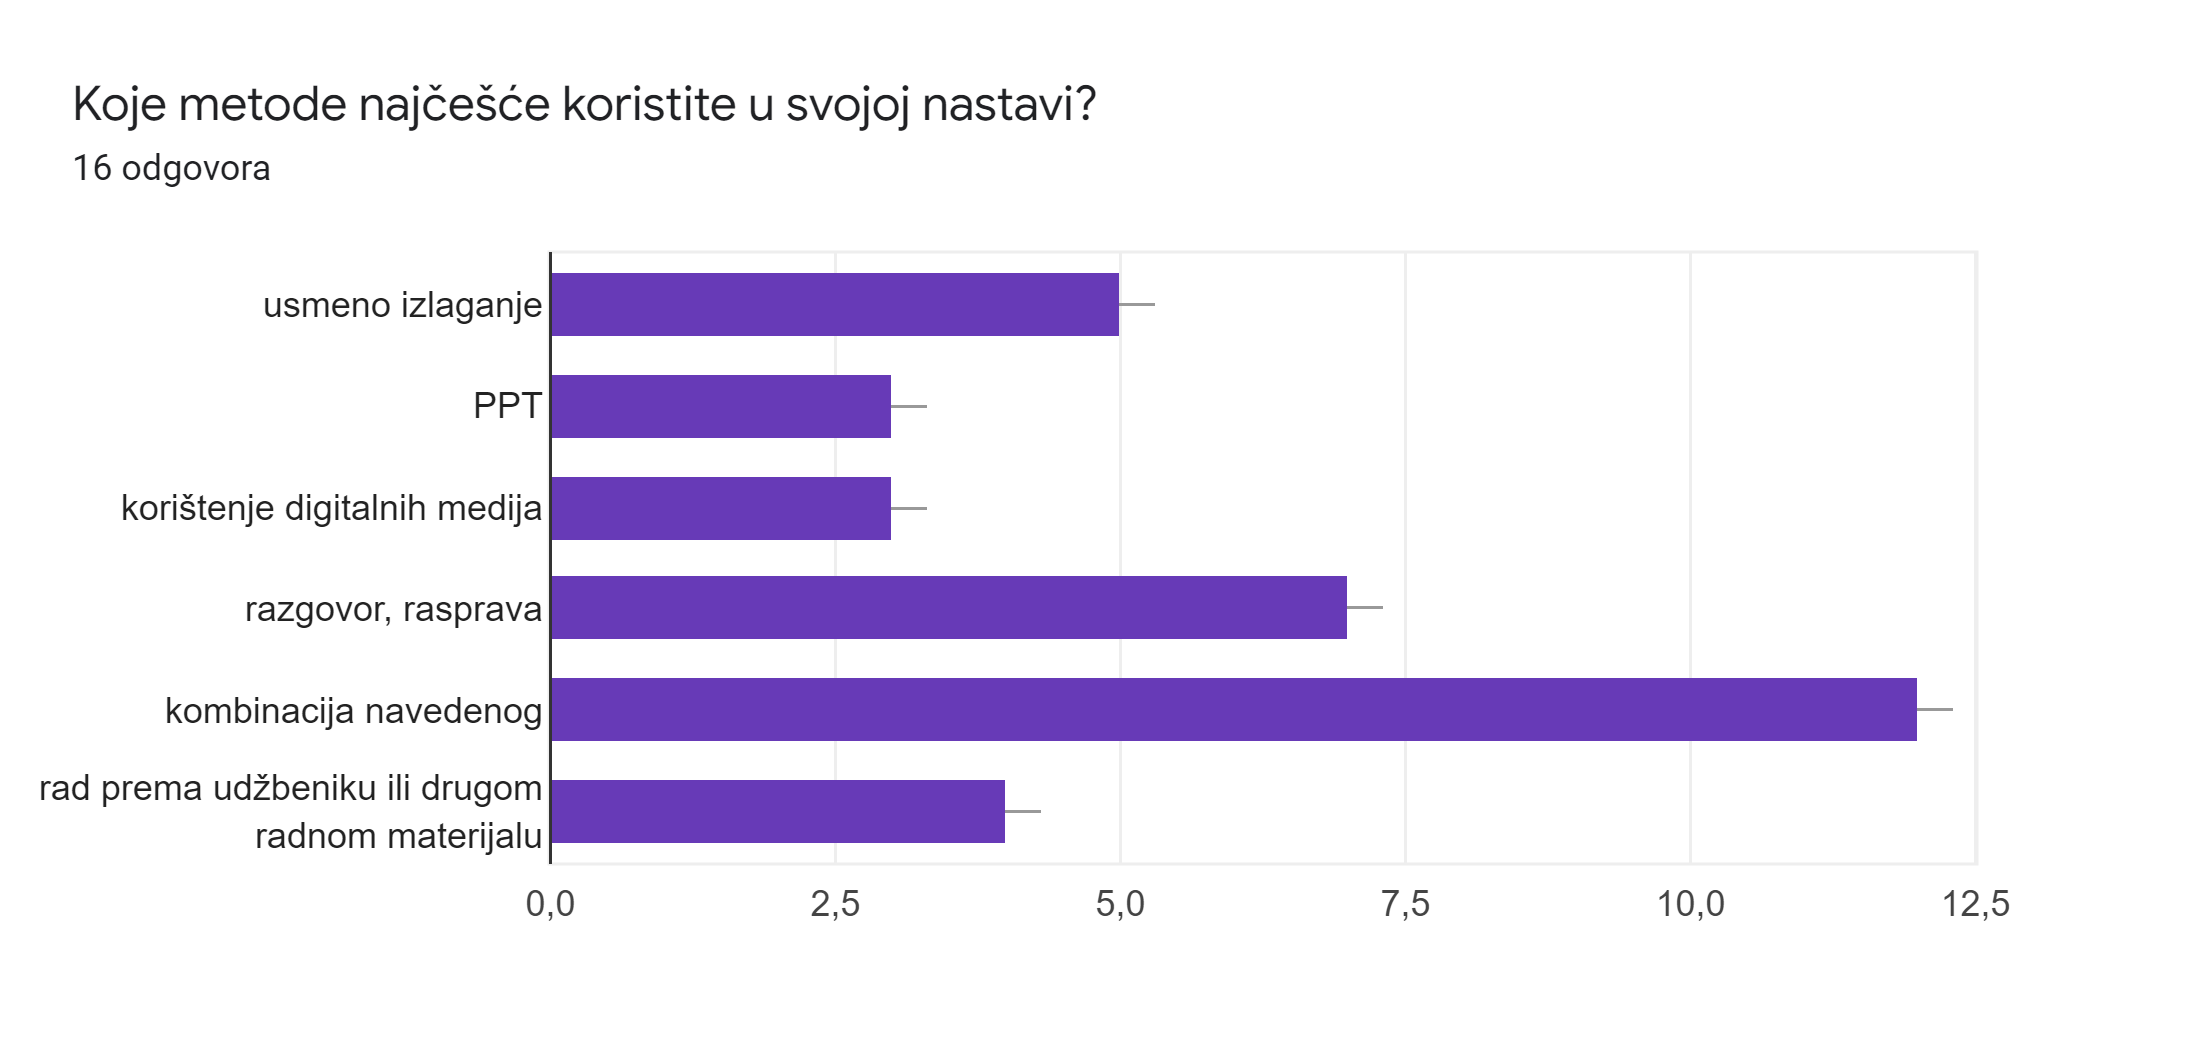 Koje metode najčešće koristite u svojoj nastavi?
16 odgovora
usmeno izlaganje
PPT
korištenje digitalnih medija
razgovor, rasprava
kombinacija navedenog
rad prema udžbeniku ili drugom
radnom materijalu
0,0 2,5 5,0 7,5 10,0 12,5